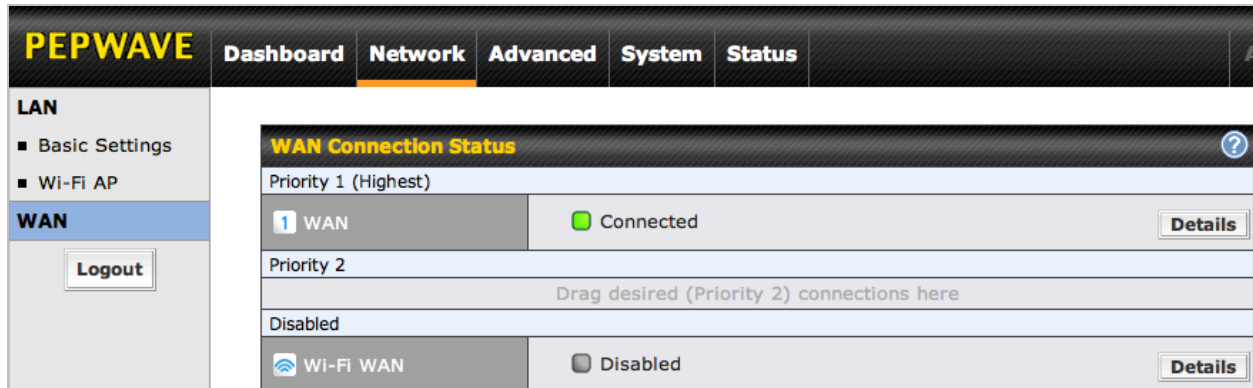 PEPWAVE Dashboard Network Advanced System Status
LAN
Basic Settings
Wi-Fi AP
WAN
Logout
WAN Connection Status ?
Priority 1 (Highest)
1 WAN Connected Details
Priority 2
Drag desired (Priority 2) connections here
Disabled
Wi-Fi WAN Disabled Details